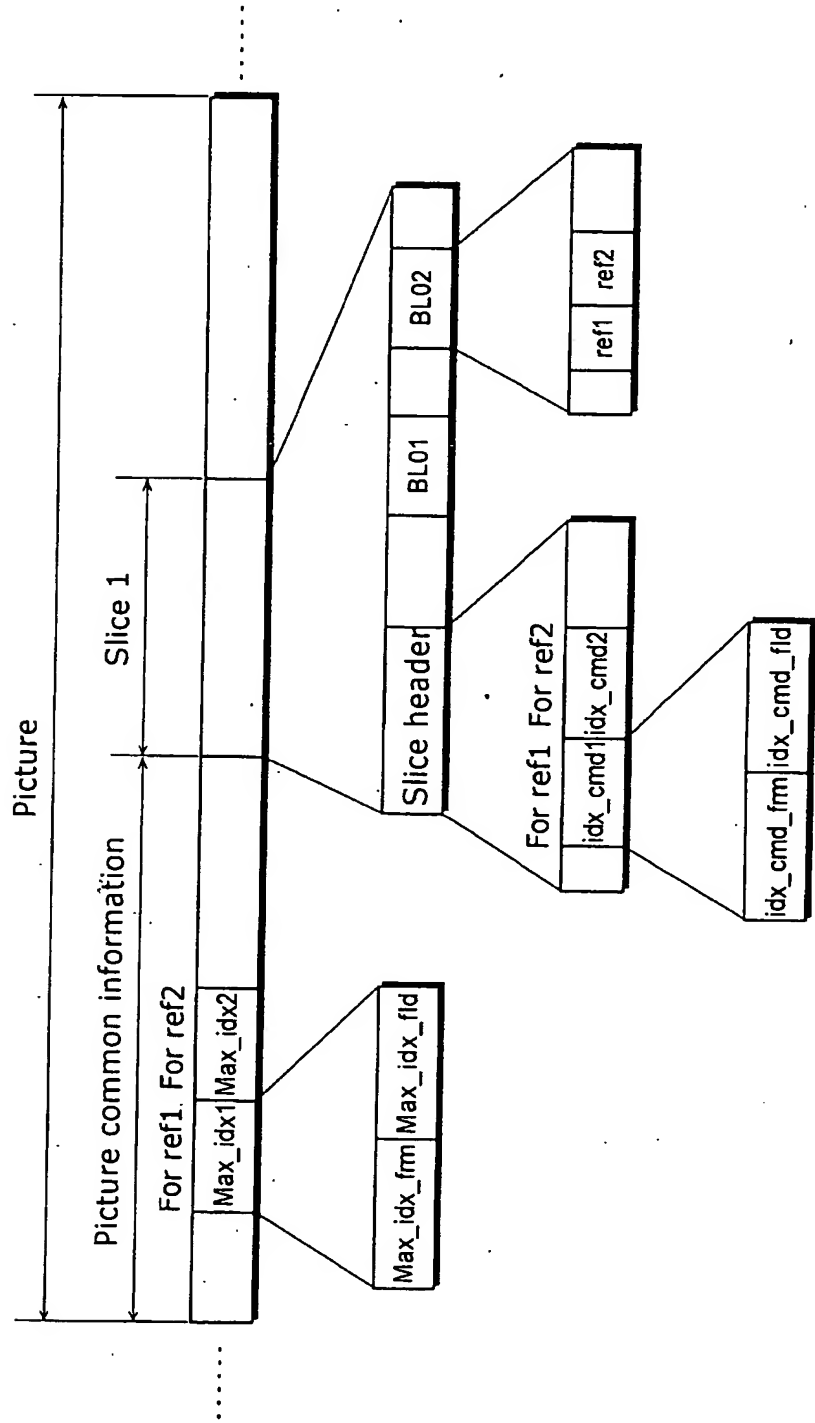 Picture
Picture common information
Slice 1
For ref1 For ref2
Max_idx1 Max_idx2
Max_idx_frm Max_idx_fld
Slice header BL01 BL02
For ref1 For ref2
idx_cmd1 idx_cmd2
ref1 ref2
idx_cmd_frm idx_cmd_fld